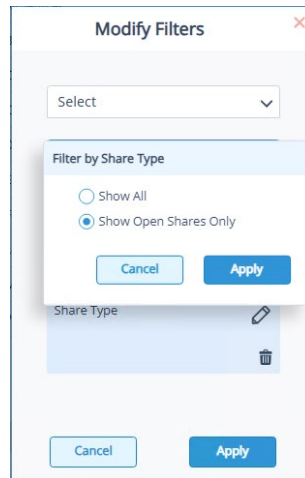 Modify Filters
Select
Filter by Share Type
Show All
Show Open Shares Only
Cancel
Apply
Share Type
Cancel
Apply